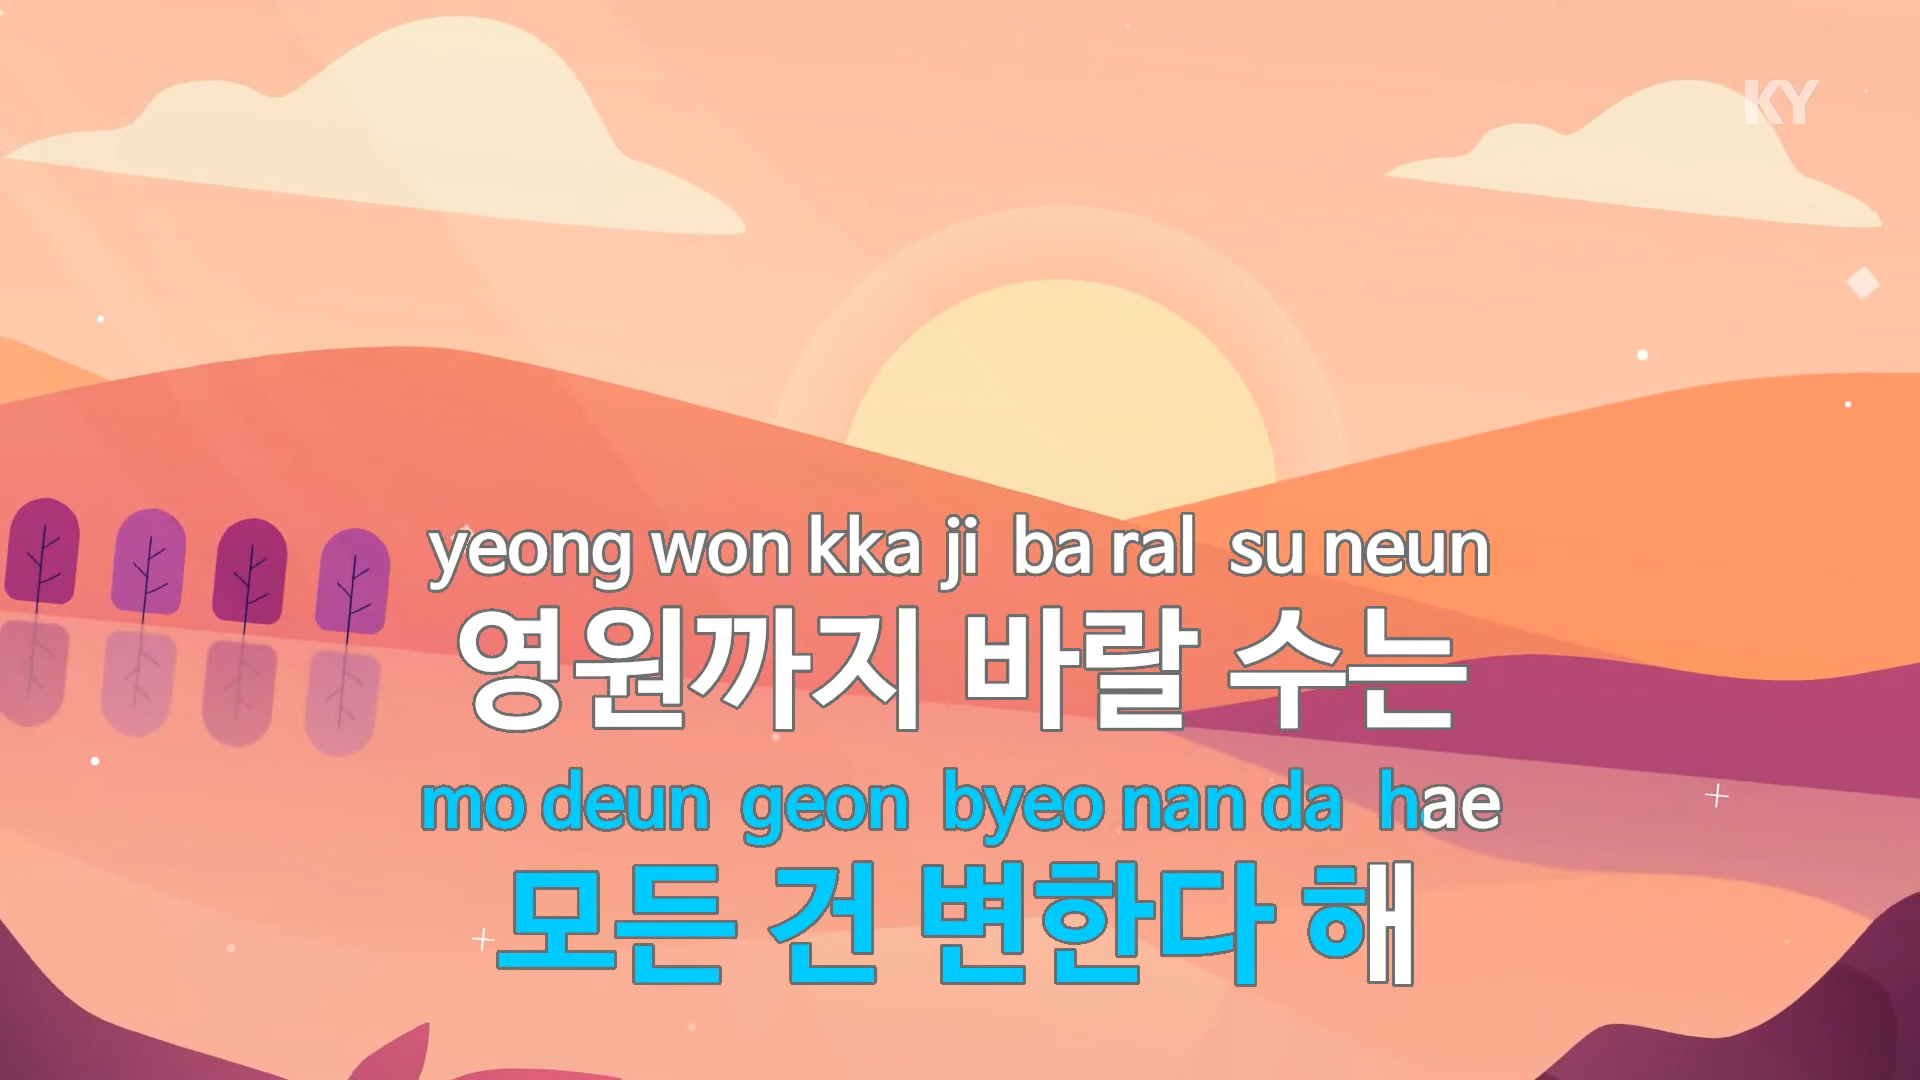 KY
yeong won kka ji ba ral su neun
영원까지 바랄 수는
mo deun geon byeo nan da hae
모든 건 변한다 해